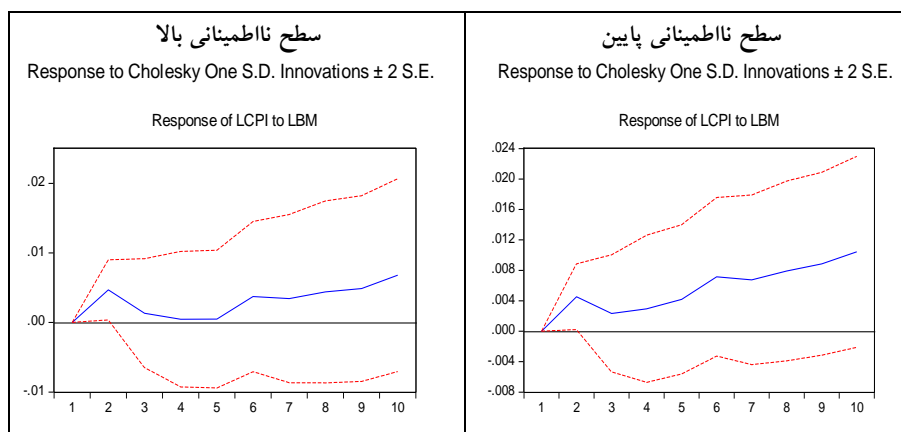 سطح نااطمینانی بالا
Response to Cholesky One S.D. Innovations ± 2 S.E.
Response of LCPI to LBM
.02
.01
.00
-.01
1 2 3 4 5 6 7 8 9 10
سطح نااطمینانی پایین
Response to Cholesky One S.D. Innovations ± 2 S.E.
Response of LCPI to LBM
.024
.020
.016
.012
.008
.004
.000
-.004
-.008
1 2 3 4 5 6 7 8 9 10